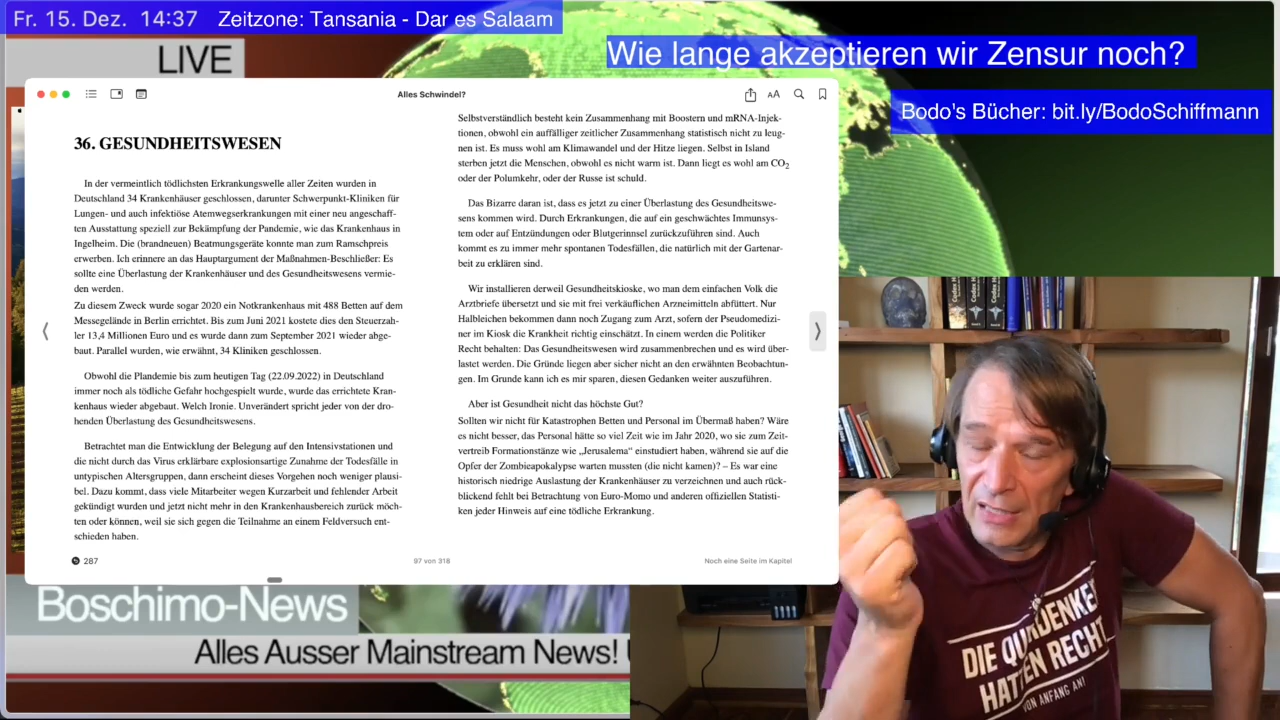 Fr. 15. Dez. 14:37 Zeitzone: Tansania - Dar es Salaam
Wie lange akzeptieren wir Zensur noch?
LIVE
Bodo's Bücher: bit.ly/BodoSchiffmann
Alles Schwindel?
AA
36. GESUNDHEITSWESEN
In der vermeintlich tödlichsten Erkrankungswelle aller Zeiten wurden in
Deutschland 34 Krankenhäuser geschlossen, darunter Schwerpunkt-Kliniken für
Lungen- und auch infektiöse Atemwegserkrankungen mit einer neu angeschaff-
ten Ausstattung speziell zur Bekämpfung der Pandemie, wie das Krankenhaus in
Ingelheim. Die (brandneuen) Beatmungsgeräte konnte man zum Ramschpreis
erwerben. Ich erinnere an das Hauptargument der Maßnahmen-Beschließer: Es
sollte eine Überlastung der Krankenhäuser und des Gesundheitswesens vermie-
den werden.
Zu diesem Zweck wurde sogar 2020 ein Notkrankenhaus mit 488 Betten auf dem
Messegelände in Berlin errichtet. Bis zum Juni 2021 kostete dies den Steuerzah-
ler 13,4 Millionen Euro und es wurde dann zum September 2021 wieder abge-
baut. Parallel wurden, wie erwähnt, 34 Kliniken geschlossen.
Obwohl die Plandemie bis zum heutigen Tag (22.09.2022) in Deutschland
immer noch als tödliche Gefahr hochgespielt wurde, wurde das errichtete Kran-
kenhaus wieder abgebaut. Welch Ironie. Unverändert spricht jeder von der dro-
henden Überlastung des Gesundheitswesens.
Betrachtet man die Entwicklung der Belegung auf den Intensivstationen und
die nicht durch das Virus erklärbare explosionsartige Zunahme der Todesfälle in
untypischen Altersgruppen, dann erscheint dieses Vorgehen noch weniger plausi-
bel. Dazu kommt, dass viele Mitarbeiter wegen Kurzarbeit und fehlender Arbeit
gekündigt wurden und jetzt nicht mehr in den Krankenhausbereich zurück möch-
ten oder können, weil sie sich gegen die Teilnahme an einem Feldversuch ent-
schieden haben.
Selbstverständlich besteht kein Zusammenhang mit Boostern und mRNA-Injek-
tionen, obwohl ein auffälliger zeitlicher Zusammenhang statistisch nicht zu leug-
nen ist. Es muss wohl am Klimawandel und der Hitze liegen. Selbst in Island
sterben jetzt die Menschen, obwohl es nicht warm ist. Dann liegt es wohl am CO2
oder der Polumkehr, oder der Russe ist schuld.
Das Bizarre daran ist, dass es jetzt zu einer Überlastung des Gesundheitswe-
sens kommen wird. Durch Erkrankungen, die auf ein geschwächtes Immunsys-
tem oder auf Entzündungen oder Blutgerinnsel zurückzuführen sind. Auch
kommt es zu immer mehr spontanen Todesfällen, die natürlich mit der Gartenar-
beit zu erklären sind.
Wir installieren derweil Gesundheitskioske, wo man dem einfachen Volk die
Arztbriefe übersetzt und sie mit frei verkäuflichen Arzneimitteln abfüttert. Nur
Halbleichen bekommen dann noch Zugang zum Arzt, sofern der Pseudomedizi-
ner im Kiosk die Krankheit richtig einschätzt. In einem werden die Politiker
Recht behalten: Das Gesundheitswesen wird zusammenbrechen und es wird über-
lastet werden. Die Gründe liegen aber sicher nicht an den erwähnten Beobachtun-
gen. Im Grunde kann ich es mir sparen, diesen Gedanken weiter auszuführen.
Aber ist Gesundheit nicht das höchste Gut?
Sollten wir nicht für Katastrophen Betten und Personal im Übermaß haben? Wäre
es nicht besser, das Personal hätte so viel Zeit wie im Jahr 2020, wo sie zum Zeit-
vertreib Formationstänze wie „Jerusalema" einstudiert haben, während sie auf die
Opfer der Zombieapokalypse warten mussten (die nicht kamen)? – Es war eine
historisch niedrige Auslastung der Krankenhäuser zu verzeichnen und auch rück-
blickend fehlt bei Betrachtung von Euro-Momo und anderen offiziellen Statisti-
ken jeder Hinweis auf eine tödliche Erkrankung.
287
97 von 318
Noch eine Seite im Kapitel
Boschimo-News
Alles Ausser Mainstream News!
DIE QUERDENKER
HATTEN RECHT
VON ANFANG AN!